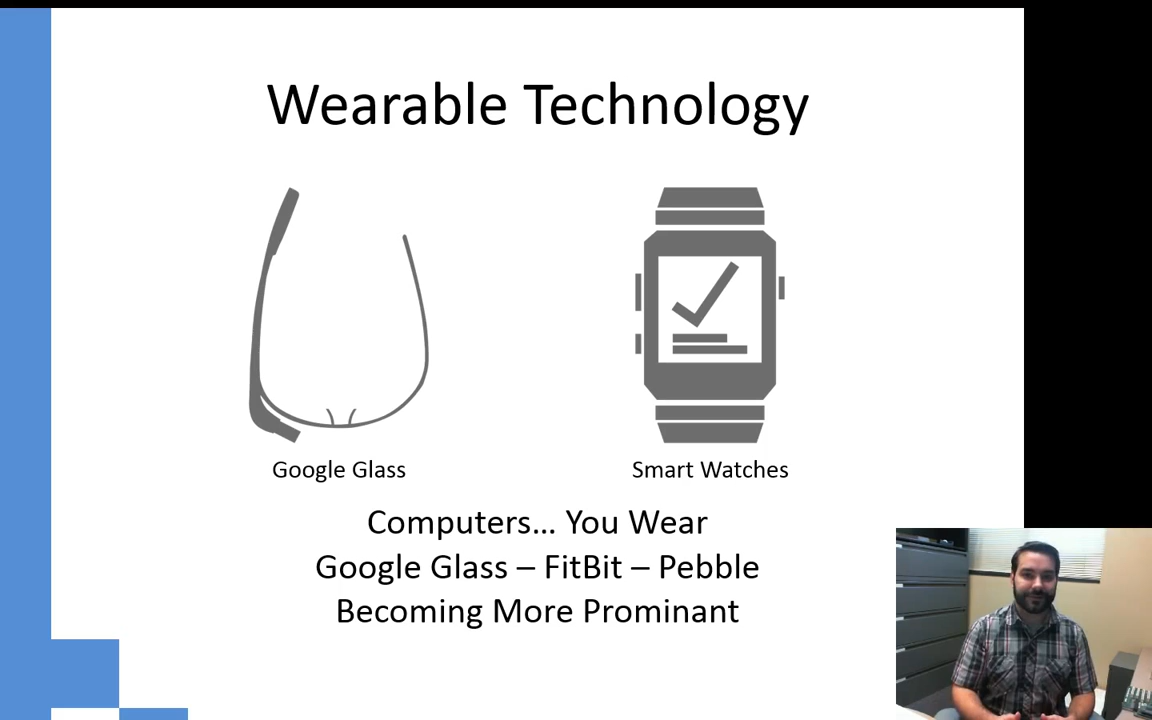 Wearable Technology
Google Glass
Smart Watches
Computers... You Wear
Google Glass – FitBit – Pebble
Becoming More Prominant